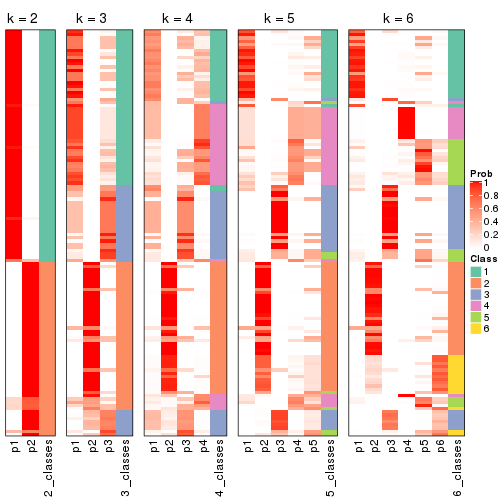 k = 2
k = 3
k = 4
k = 5
k = 6
p1
p2
2_classes
p1
p2
p3
3_classes
p1
p2
p3
p4
4_classes
p1
p2
p3
p4
p5
5_classes
p1
p2
p3
p4
p5
p6
6_classes
Prob
1
0.8
0.6
0.4
0.2
0
Class
1
2
3
4
5
6